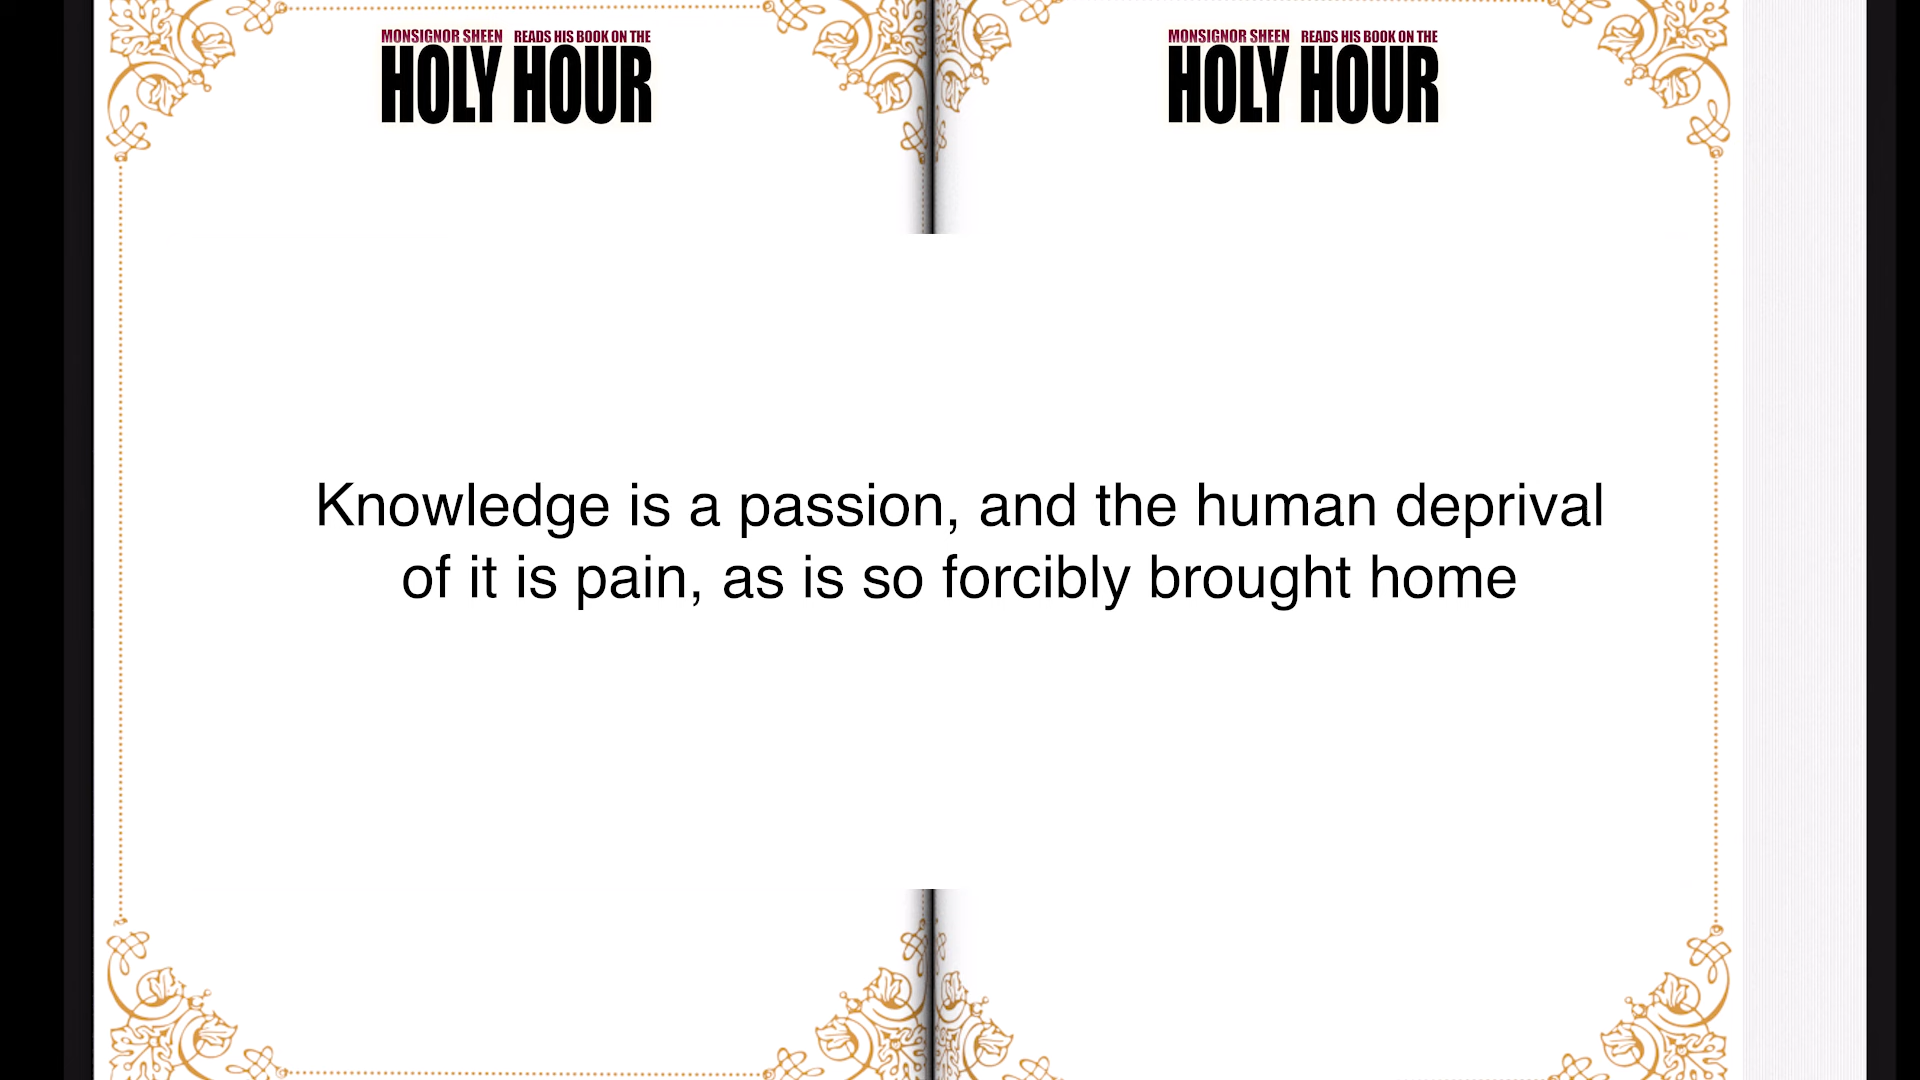 MONSIGNOR SHEEN READS HIS BOOK ON THE
HOLY HOUR
MONSIGNOR SHEEN READS HIS BOOK ON THE
HOLY HOUR
Knowledge is a passion, and the human deprival
of it is pain, as is so forcibly brought home